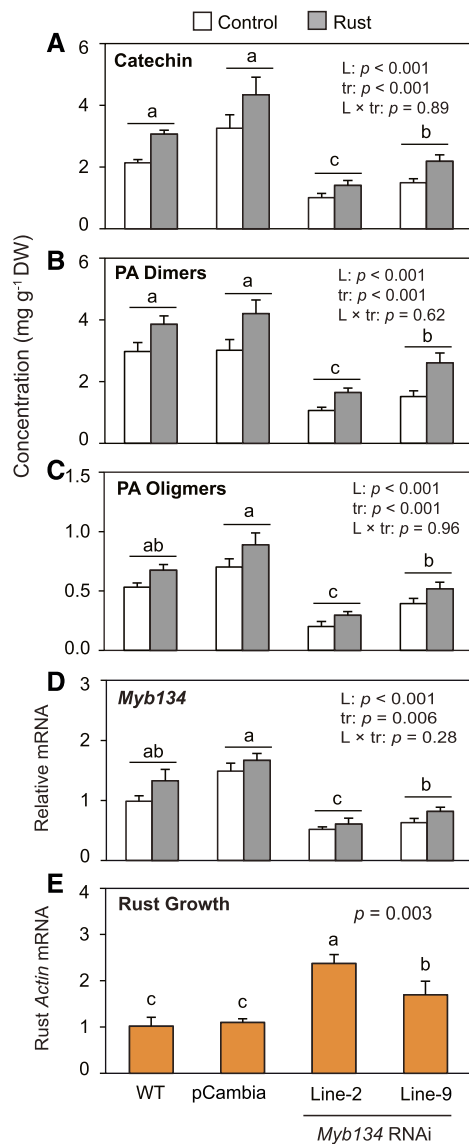 Control Rust
A
Catechin
L: p < 0.001
tr: p < 0.001
L × tr: p = 0.89
6
4
2
0
a
a
c
b
B
PA Dimers
L: p < 0.001
tr: p < 0.001
L × tr: p = 0.62
6
4
2
0
a
a
c
b
Concentration (mg g-1 DW)
C
PA Oligmers
L: p < 0.001
tr: p < 0.001
L × tr: p = 0.96
1.5
1.0
0.5
0
ab
a
c
b
D
Myb134
L: p < 0.001
tr: p = 0.006
L × tr: p = 0.28
Relative mRNA
3
2
1
0
ab
a
c
b
E
Rust Growth
p = 0.003
Rust Actin mRNA
4
3
2
1
0
c
c
a
b
WT pCambia Line-2 Line-9
Myb134 RNAi